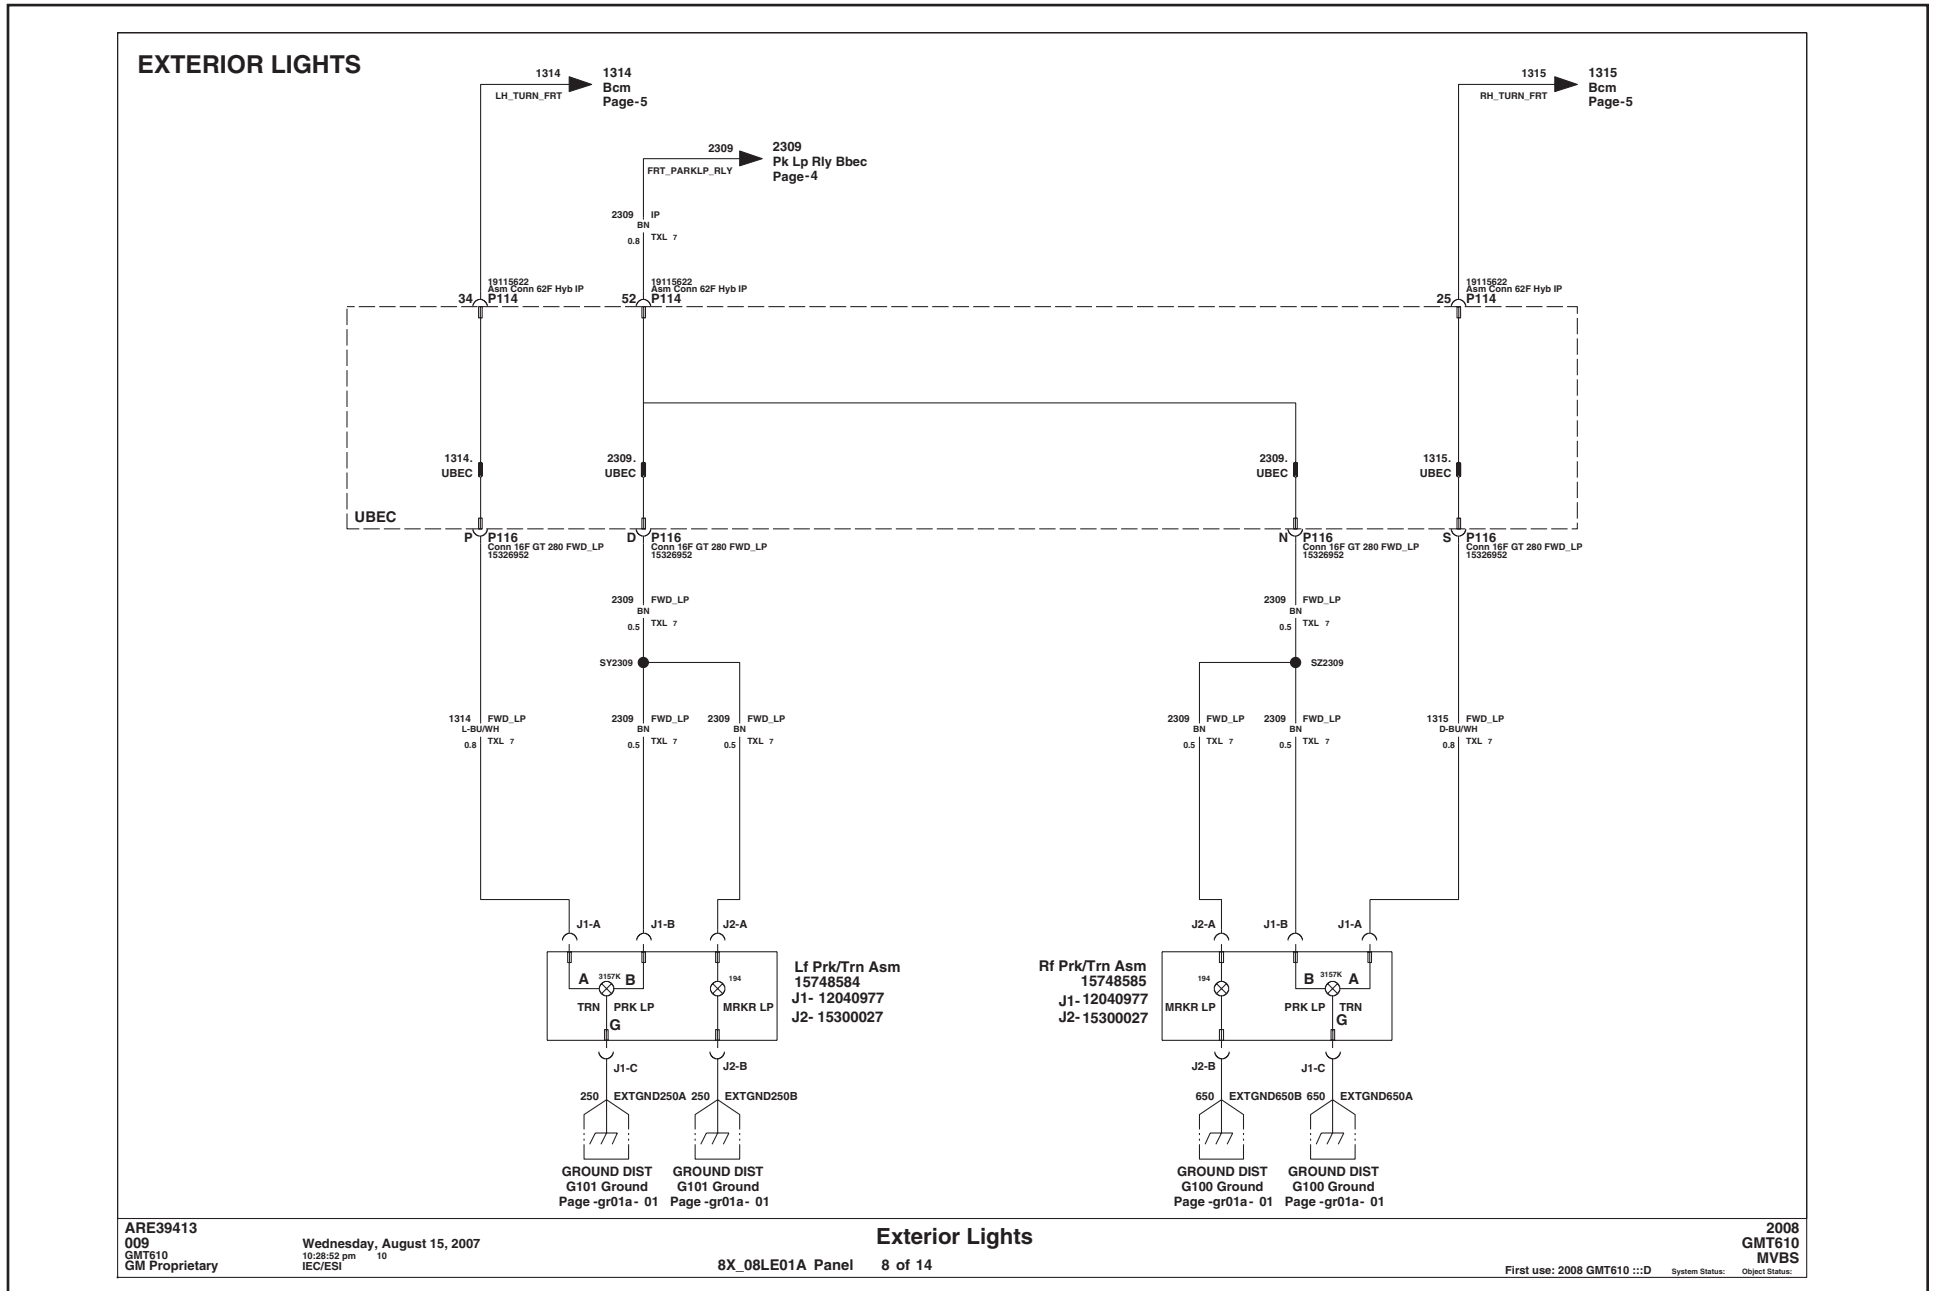 EXTERIOR LIGHTS
1314
LH_TURN_FRT
1314
Bcm
Page-5
1315
RH_TURN_FRT
1315
Bcm
Page-5
2309
FRT_PARKLP_RLY
2309
Pk Lp Rly Bbec
Page-4
2309 IP
BN
0.8 TXL 7
34
19115622
Asm Conn 62F Hyb IP
P114
52
19115622
Asm Conn 62F Hyb IP
P114
25
19115622
Asm Conn 62F Hyb IP
P114
1314.
UBEC
2309.
UBEC
2309.
UBEC
1315.
UBEC
UBEC
P P116
Conn 16F GT 280 FWD_LP
15326952
D P116
Conn 16F GT 280 FWD_LP
15326952
N P116
Conn 16F GT 280 FWD_LP
15326952
S P116
Conn 16F GT 280 FWD_LP
15326952
2309 FWD_LP
BN
0.5 TXL 7
2309 FWD_LP
BN
0.5 TXL 7
SY2309
SZ2309
1314 FWD_LP
L-BU/WH
0.8 TXL 7
2309 FWD_LP
BN
0.5 TXL 7
2309 FWD_LP
BN
0.5 TXL 7
2309 FWD_LP
BN
0.5 TXL 7
2309 FWD_LP
BN
0.5 TXL 7
1315 FWD_LP
D-BU/WH
0.8 TXL 7
J1-A
J1-B
J2-A
J2-A
J1-B
J1-A
A 3157K B
TRN PRK LP
G
194
MRKR LP
Lf Prk/Trn Asm
15748584
J1- 12040977
J2- 15300027
Rf Prk/Trn Asm
15748585
J1- 12040977
J2- 15300027
194
MRKR LP
B 3157K A
PRK LP TRN
G
J1-C
J2-B
J2-B
J1-C
250 EXTGND250A
250 EXTGND250B
650 EXTGND650B
650 EXTGND650A
GROUND DIST
G101 Ground
Page -gr01a- 01
GROUND DIST
G101 Ground
Page -gr01a- 01
GROUND DIST
G100 Ground
Page -gr01a- 01
GROUND DIST
G100 Ground
Page -gr01a- 01
ARE39413
009
GMT610
GM Proprietary
Wednesday, August 15, 2007
10:28:52 pm 10
IEC/ESI
Exterior Lights
8X_08LE01A Panel 8 of 14
2008
GMT610
MVBS
First use: 2008 GMT610 :::D System Status: Object Status: